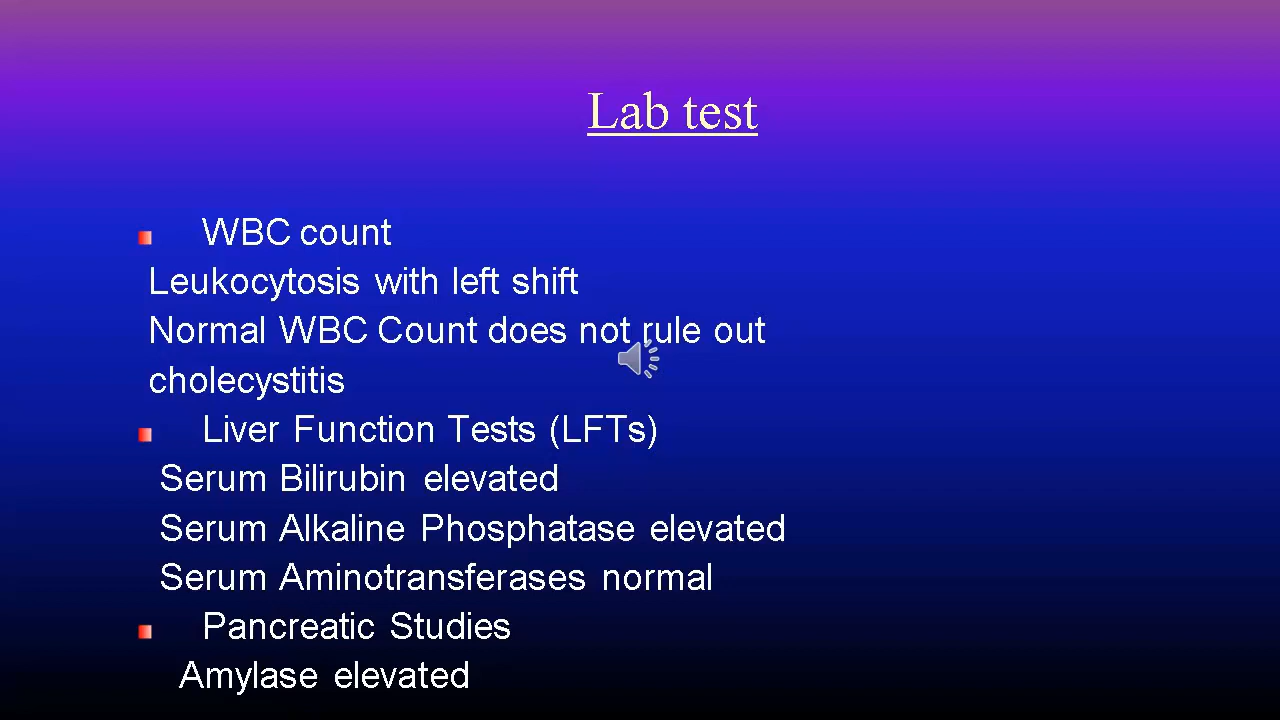 Lab test
WBC count
Leukocytosis with left shift
Normal WBC Count does not rule out
cholecystitis
Liver Function Tests (LFTs)
Serum Bilirubin elevated
Serum Alkaline Phosphatase elevated
Serum Aminotransferases normal
Pancreatic Studies
Amylase elevated